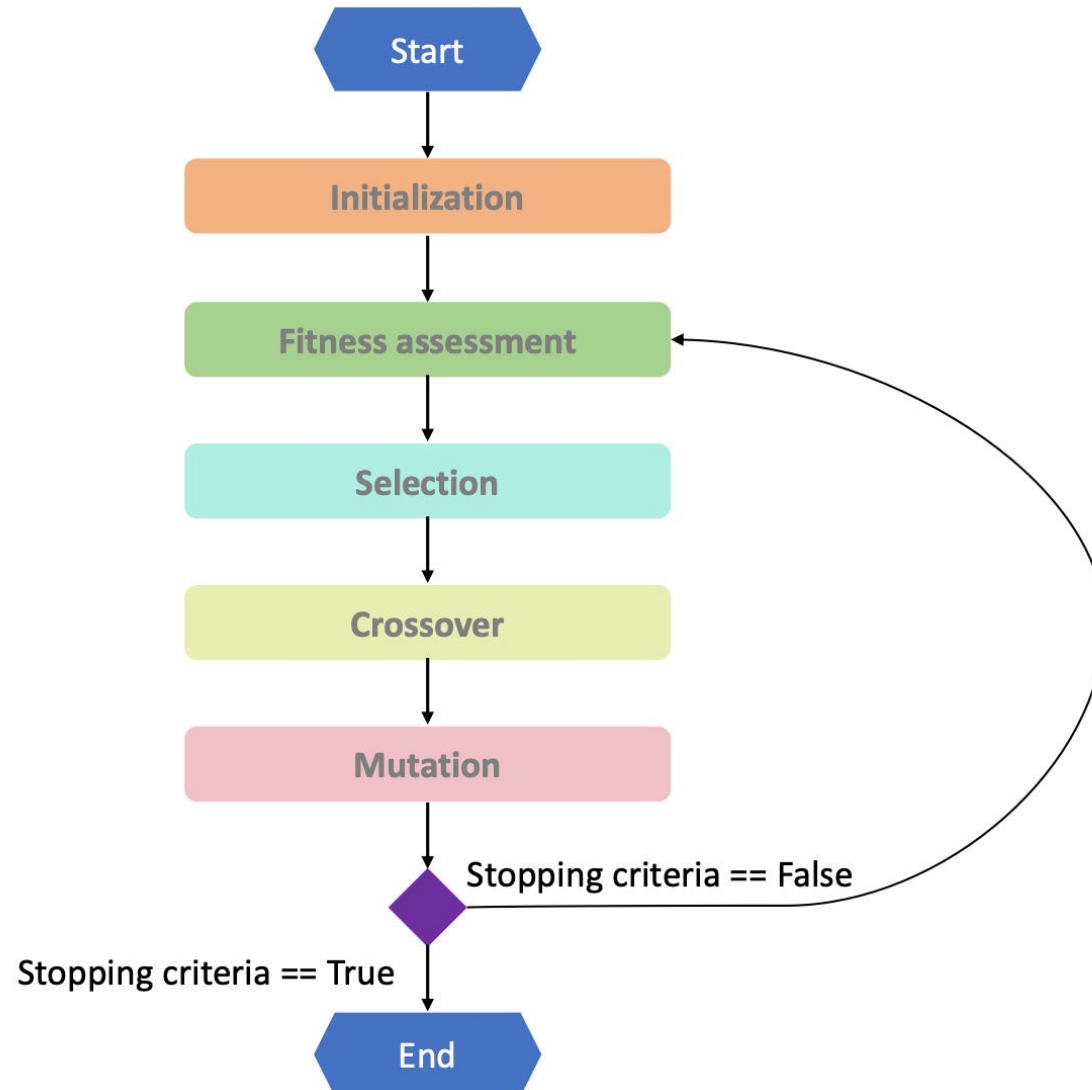 Start
Initialization
Fitness assessment
Selection
Crossover
Mutation
Stopping criteria == False
Stopping criteria == True
End